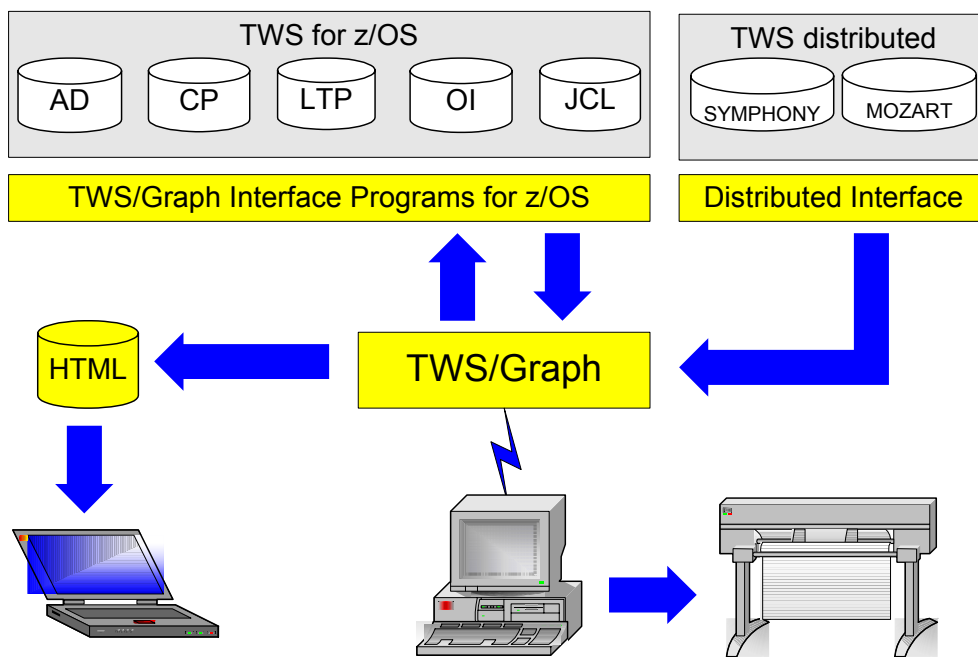 TWS for z/OS
AD
CP
LTP
OI
JCL
TWS distributed
SYMPHONY
MOZART
TWS/Graph Interface Programs for z/OS
Distributed Interface
HTML
TWS/Graph